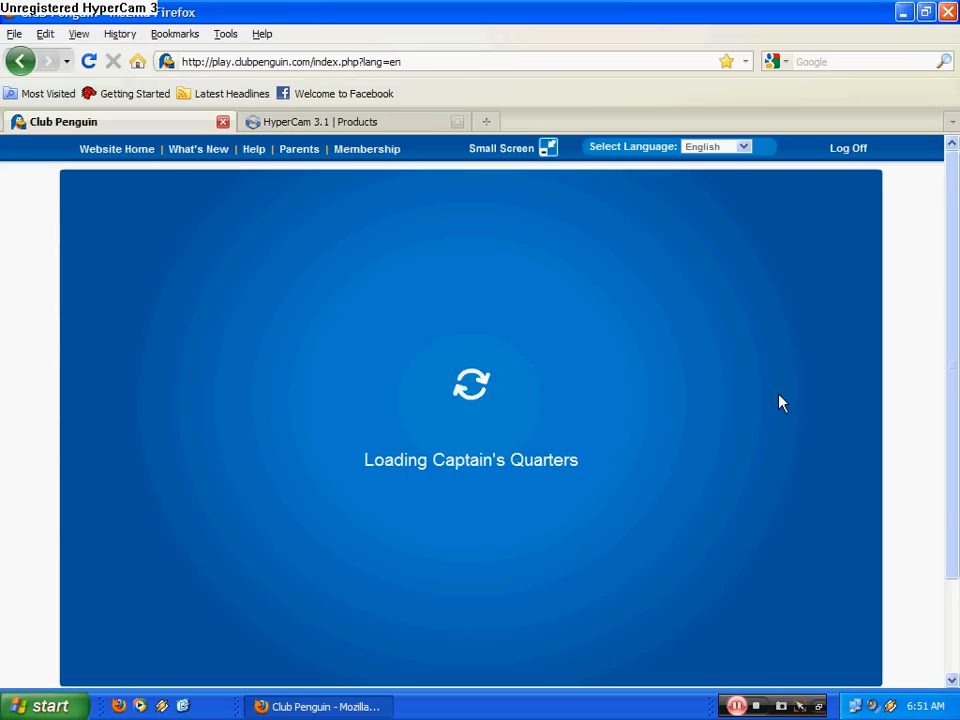 Unregistered HyperCam 3
Firefox
File Edit View History Bookmarks Tools Help
http://play.clubpenguin.com/index.php?lang=en
Google
Most Visited Getting Started Latest Headlines Welcome to Facebook
Club Penguin HyperCam 3.1 | Products
Website Home | What's New | Help | Parents | Membership Small Screen Select Language: English Log Off
Loading Captain's Quarters
start Club Penguin - Mozilla... 6:51 AM